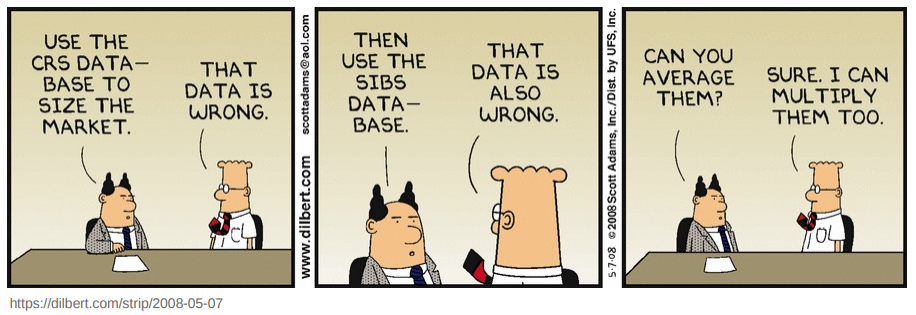 USE THE
CRS DATA—
BASE TO
SIZE THE
MARKET.
THAT
DATA IS
WRONG.
www.dilbert.com scottadams@aol.com
THEN
USE THE
SIBS
DATA—
BASE.
THAT
DATA IS
ALSO
WRONG.
5-7-08 ©2008 Scott Adams, Inc./Dist. by UFS, Inc.
CAN YOU
AVERAGE
THEM?
SURE. I CAN
MULTIPLY
THEM TOO.
https://dilbert.com/strip/2008-05-07